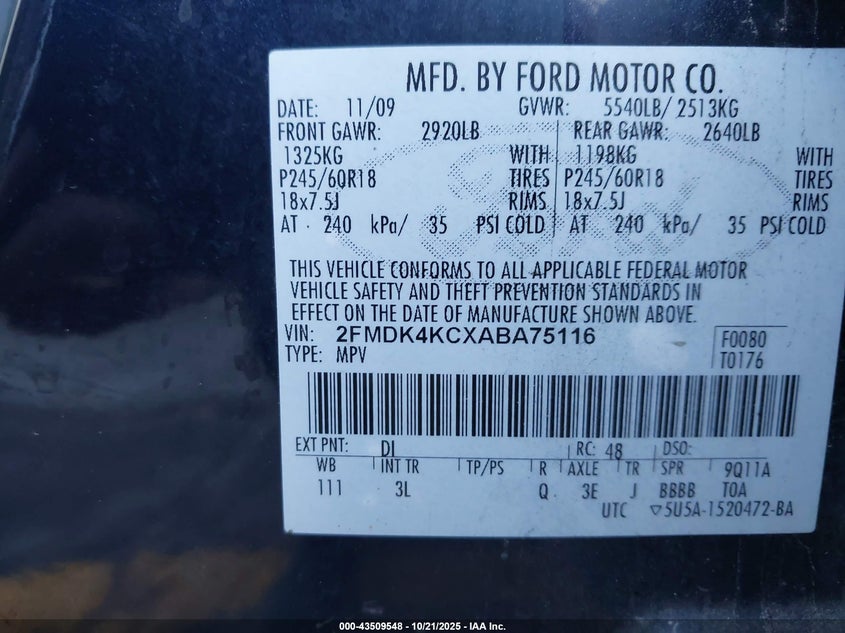 MFD. BY FORD MOTOR CO.
DATE: 11/09 GVWR: 5540LB/ 2513KG
FRONT GAWR: 2920LB REAR GAWR: 2640LB
1325KG WITH 1198KG WITH
P245/60R18 TIRES P245/60R18 TIRES
18x7.5J RIMS 18x7.5J RIMS
AT 240 kPa/ 35 PSI COLD AT 240 kPa/ 35 PSI COLD
THIS VEHICLE CONFORMS TO ALL APPLICABLE FEDERAL MOTOR
VEHICLE SAFETY AND THEFT PREVENTION STANDARDS IN
EFFECT ON THE DATE OF MANUFACTURE SHOWN ABOVE.
VIN: 2FMDK4KCXABA75116 F0080
TYPE: MPV T0176
EXT PNT: DI RC: 48 DSO:
WB INT TR TP/PS R AXLE TR SPR 9Q11A
111 3L Q 3E J BBBB T0A
UTC ▽5U5A-1520472-BA
000-43509548 - 10/21/2025 - IAA Inc.